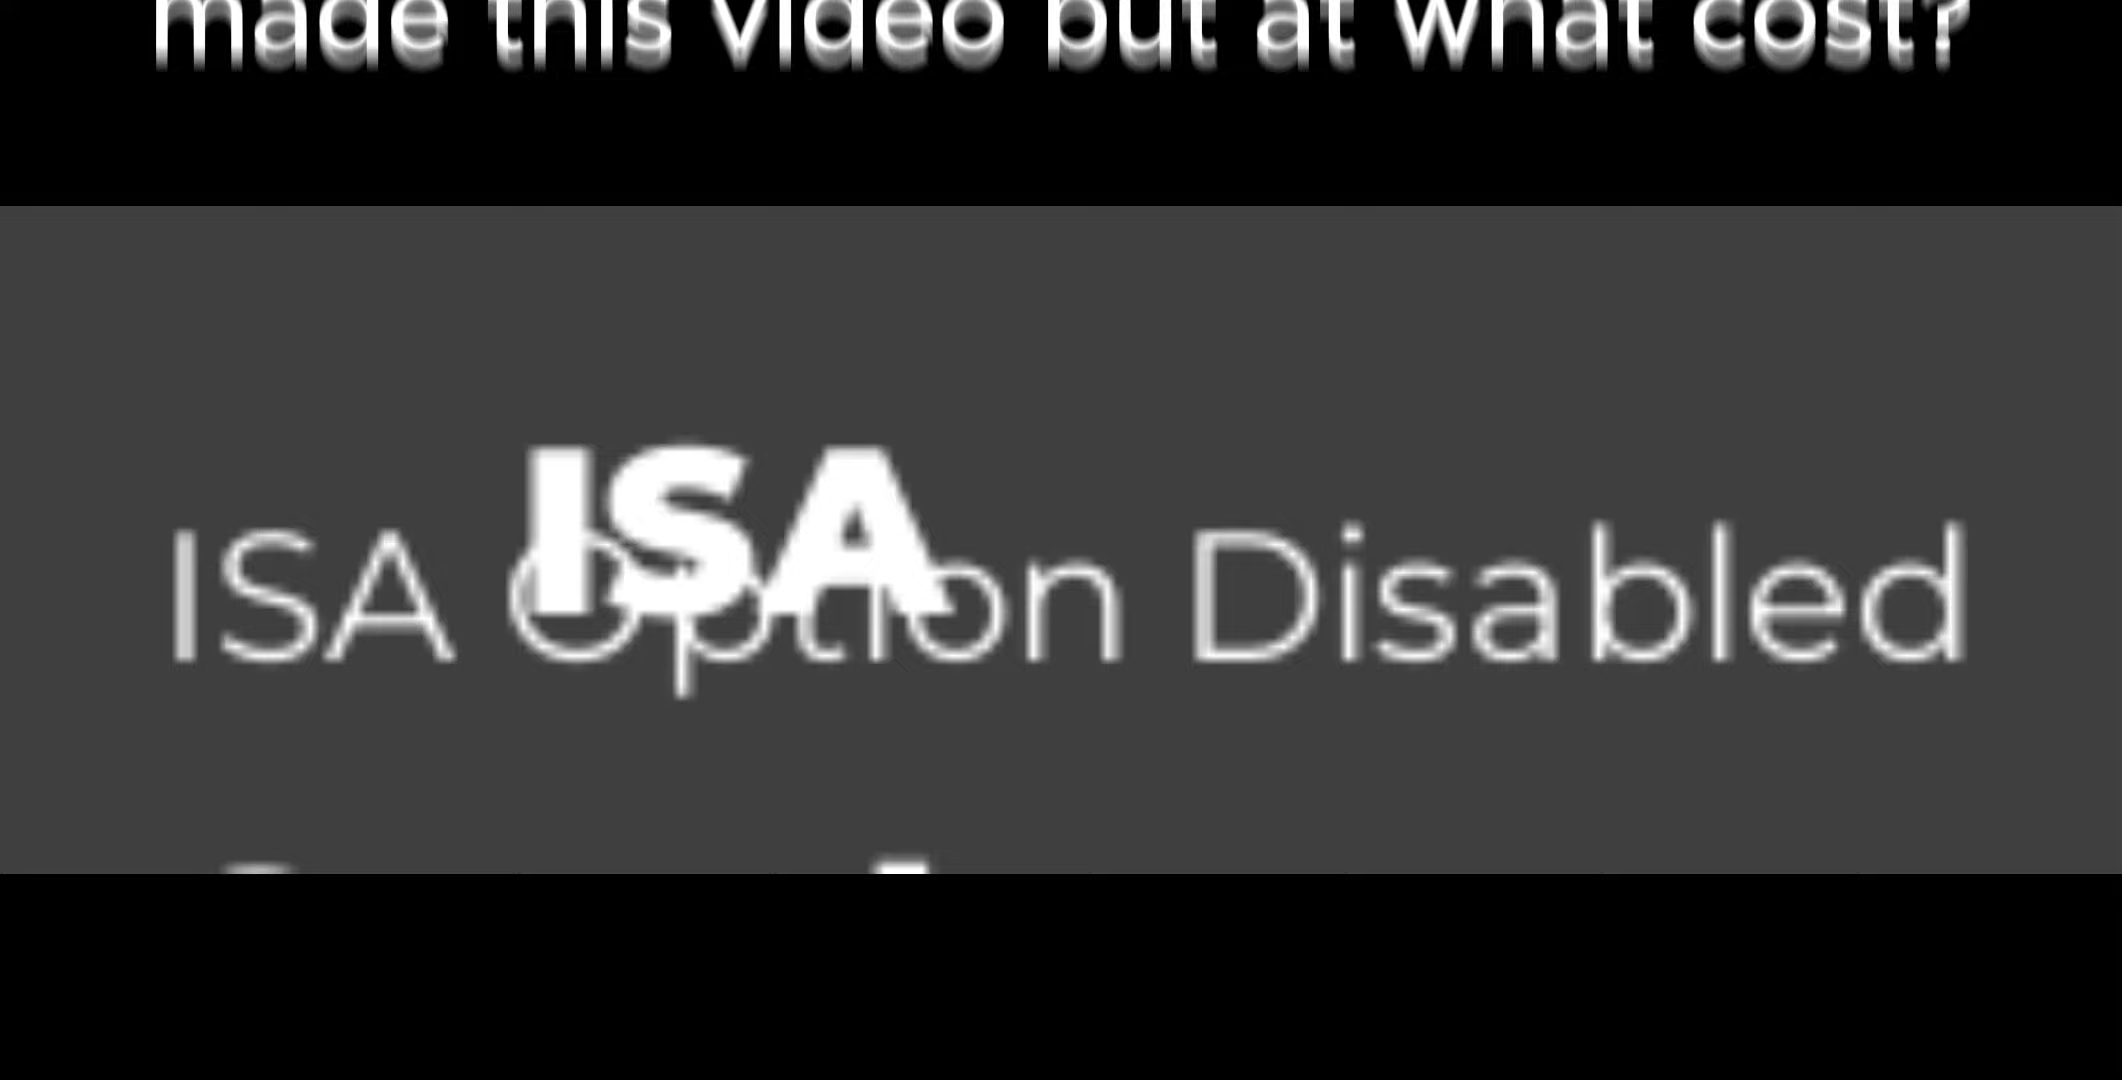 made this video but at what cost?
ISA
ISA Option Disabled